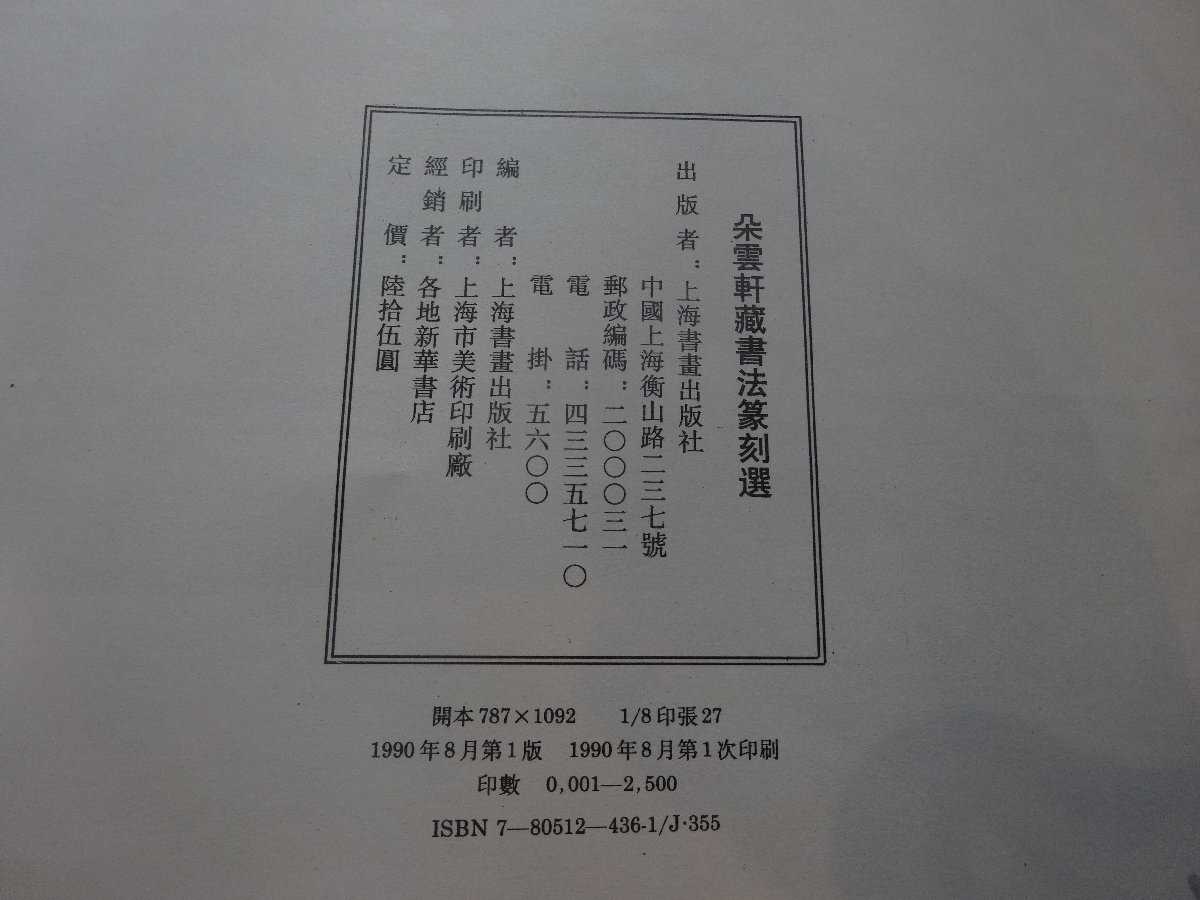 朵雲軒藏書法篆刻選
出版者：上海書畫出版社
中國上海衡山路二三七號
郵政編碼：二〇〇〇三一
電話：四三三五七一〇
電掛：五六〇〇
編者：上海書畫出版社
印刷者：上海市美術印刷廠
經銷者：各地新華書店
定價：陸拾伍圓
開本787×1092 1/8印張27
1990年8月第1版 1990年8月第1次印刷
印數 0,001—2,500
ISBN 7—80512—436-1/J·355